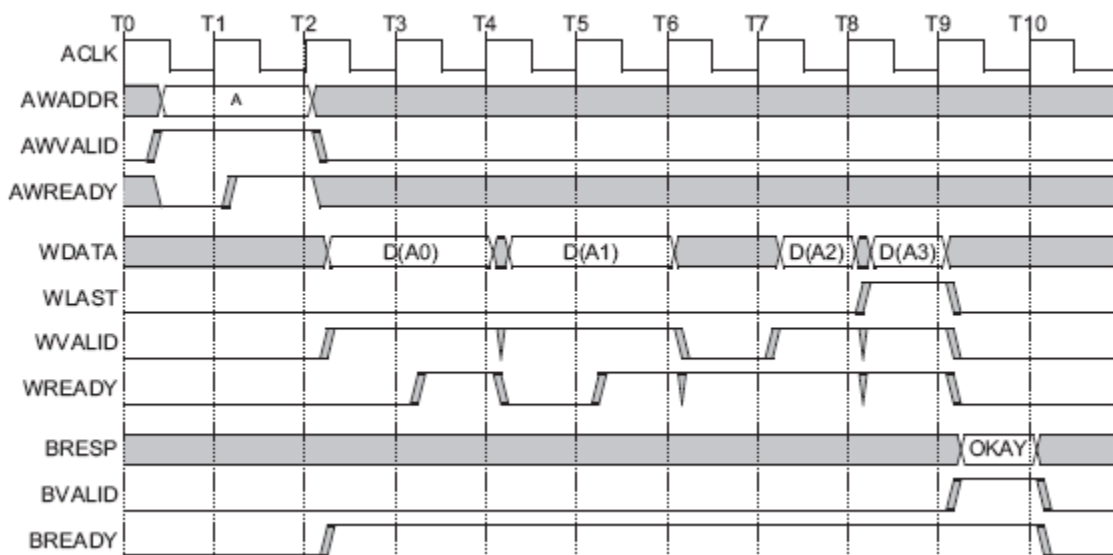 T0 T1 T2 T3 T4 T5 T6 T7 T8 T9 T10
ACLK
AWADDR A
AWVALID
AWREADY
WDATA D(A0) D(A1) D(A2) D(A3)
WLAST
WVALID
WREADY
BRESP OKAY
BVALID
BREADY